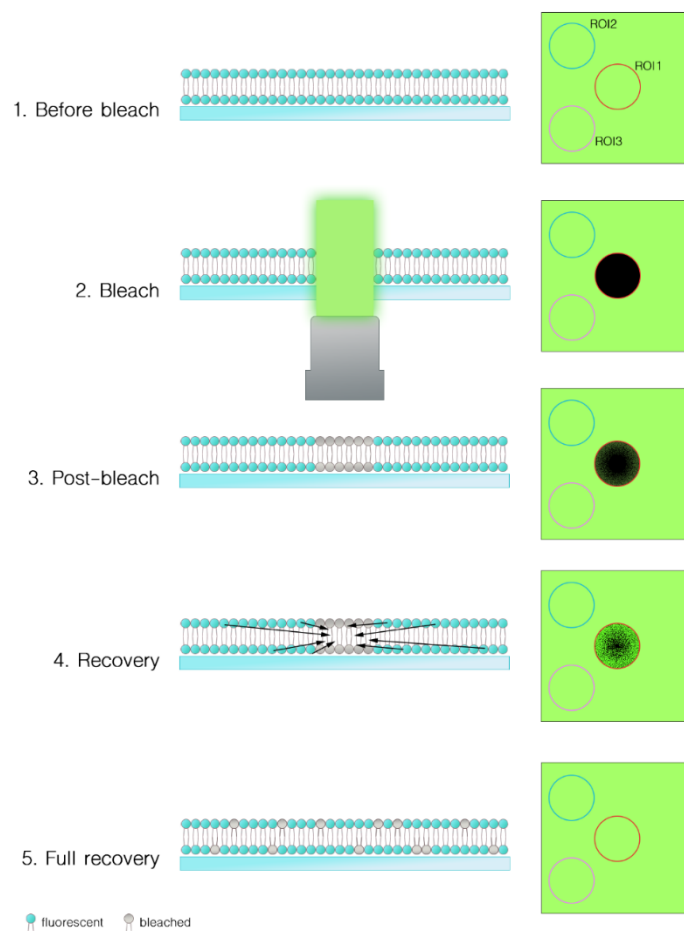 ROI2
ROI1
1. Before bleach
ROI3
2. Bleach
3. Post-bleach
4. Recovery
5. Full recovery
fluorescent bleached